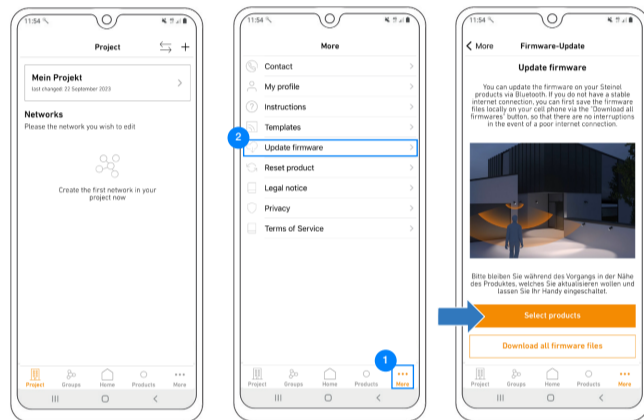 11:54
Project
Mein Projekt
last changed: 22 September 2023
Networks
Please the network you wish to edit
Create the first network in your
project now
Project Groups Home Products More
11:54
More
Contact
My profile
Instructions
Templates
2
Update firmware
Reset product
Legal notice
Privacy
Terms of Service
1
Project Groups Home Products More
11:54
More Firmware-Update
Update firmware
You can update the firmware on your Steinel
products via Bluetooth. If you do not have a stable
internet connection, you can first save the firmware
files locally on your cell phone via the "Download all
firmwares" button, so that there are no interruptions
in the event of a poor internet connection.
Bitte bleiben Sie während des Vorgangs in der Nähe
des Produktes, welches Sie aktualisieren wollen und
lassen Sie Ihr Handy eingeschaltet.
Select products
Download all firmware files
Project Groups Home Products More